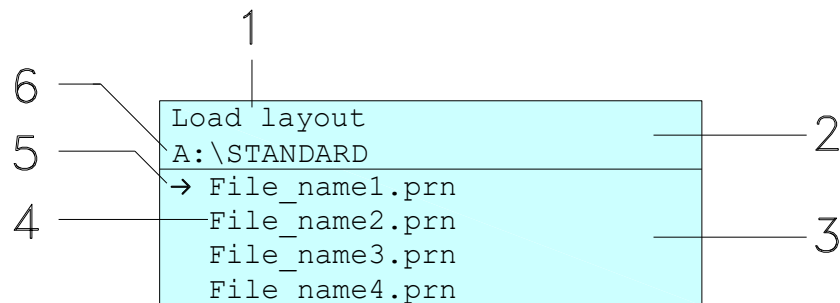 1
6
Load layout
2
A:\STANDARD
5
→ File_name1.prn
4
File_name2.prn
3
File_name3.prn
File_name4.prn